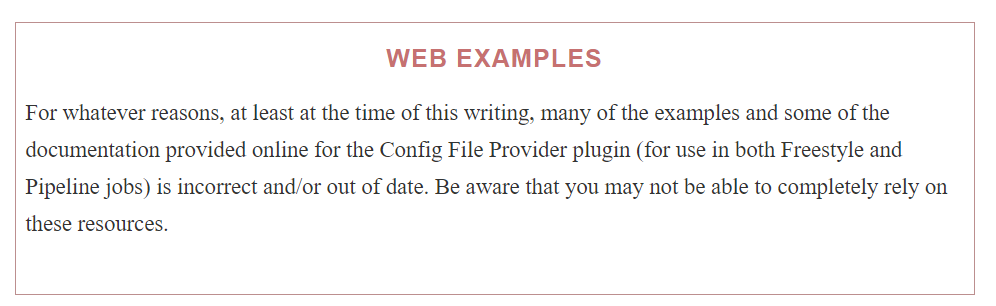 WEB EXAMPLES
For whatever reasons, at least at the time of this writing, many of the examples and some of the
documentation provided online for the Config File Provider plugin (for use in both Freestyle and
Pipeline jobs) is incorrect and/or out of date. Be aware that you may not be able to completely rely on
these resources.